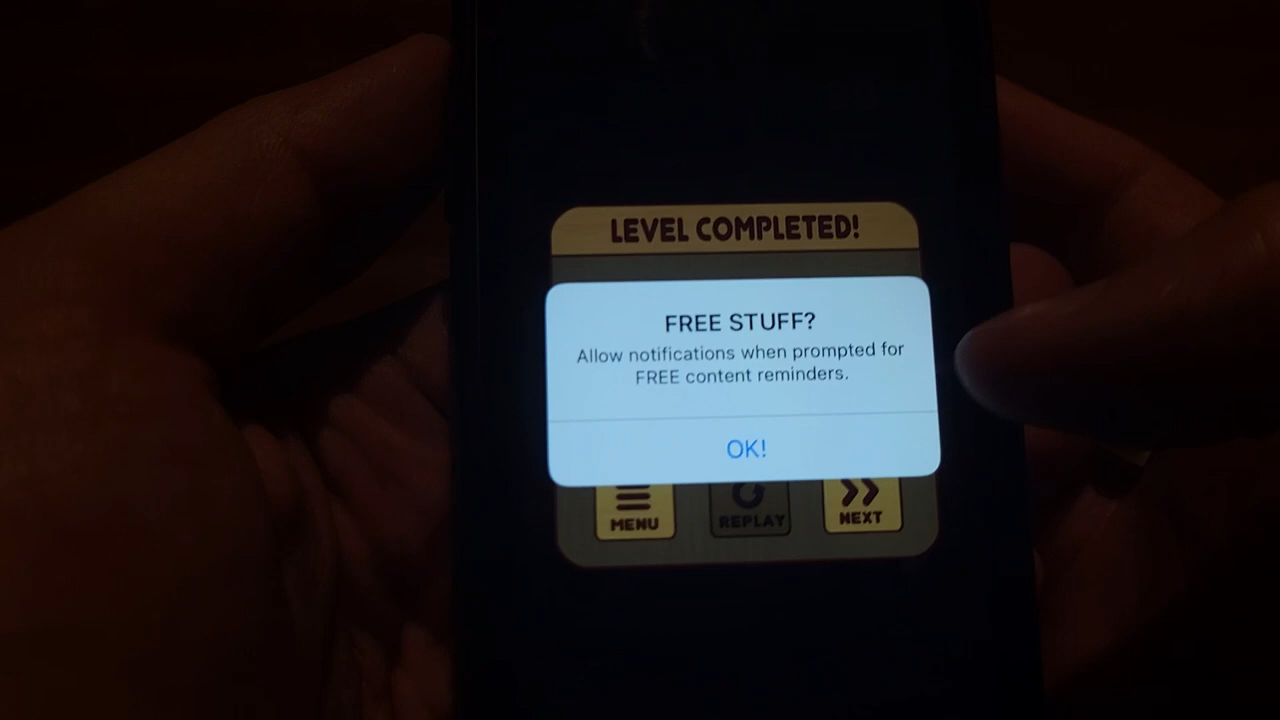 LEVEL COMPLETED!
FREE STUFF?
Allow notifications when prompted for
FREE content reminders.
OK!
MENU
REPLAY
NEXT